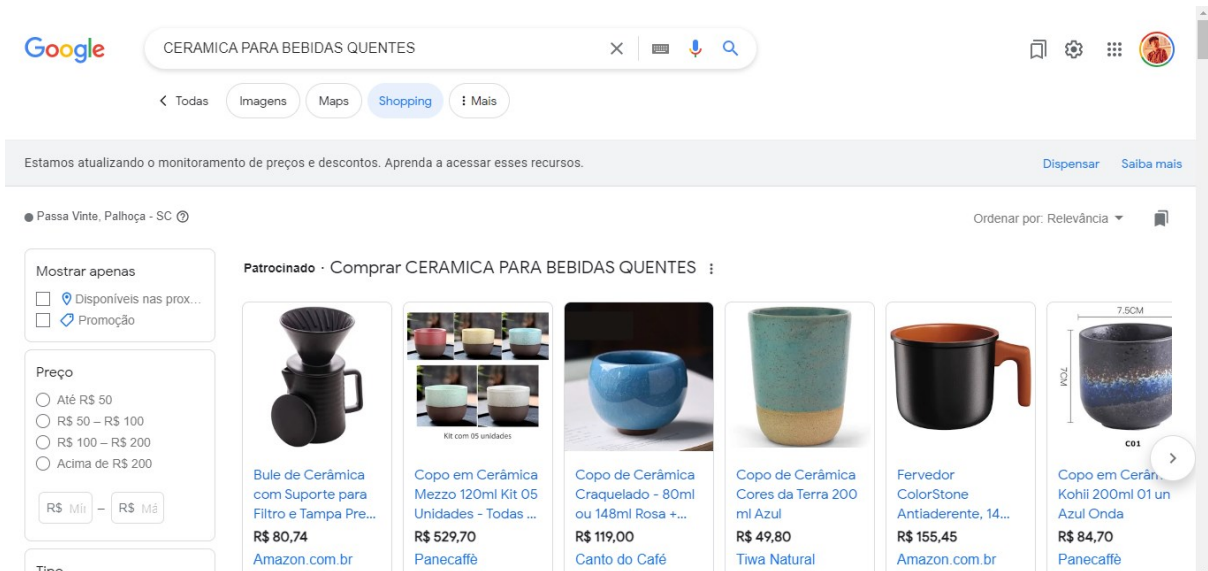 Google
CERAMICA PARA BEBIDAS QUENTES
Todas
Imagens
Maps
Shopping
Mais
Estamos atualizando o monitoramento de preços e descontos. Aprenda a acessar esses recursos.
Dispensar
Saiba mais
Passa Vinte, Palhoça - SC
Ordenar por: Relevância
Mostrar apenas
Disponíveis nas prox...
Promoção
Preço
Até R$ 50
R$ 50 – R$ 100
R$ 100 – R$ 200
Acima de R$ 200
R$ Mí – R$ Má
Patrocinado · Comprar CERAMICA PARA BEBIDAS QUENTES
Bule de Cerâmica
com Suporte para
Filtro e Tampa Pre...
R$ 80,74
Amazon.com.br
Kit com 05 unidades
Copo em Cerâmica
Mezzo 120ml Kit 05
Unidades - Todas ...
R$ 529,70
Panecaffè
Copo de Cerâmica
Craquelado - 80ml
ou 148ml Rosa +...
R$ 119,00
Canto do Café
Copo de Cerâmica
Cores da Terra 200
ml Azul
R$ 49,80
Tiwa Natural
Fervedor
ColorStone
Antiaderente, 14...
R$ 155,45
Amazon.com.br
7.5CM
7CM
C01
Copo em Cerâm
Kohii 200ml 01 un
Azul Onda
R$ 84,70
Panecaffè